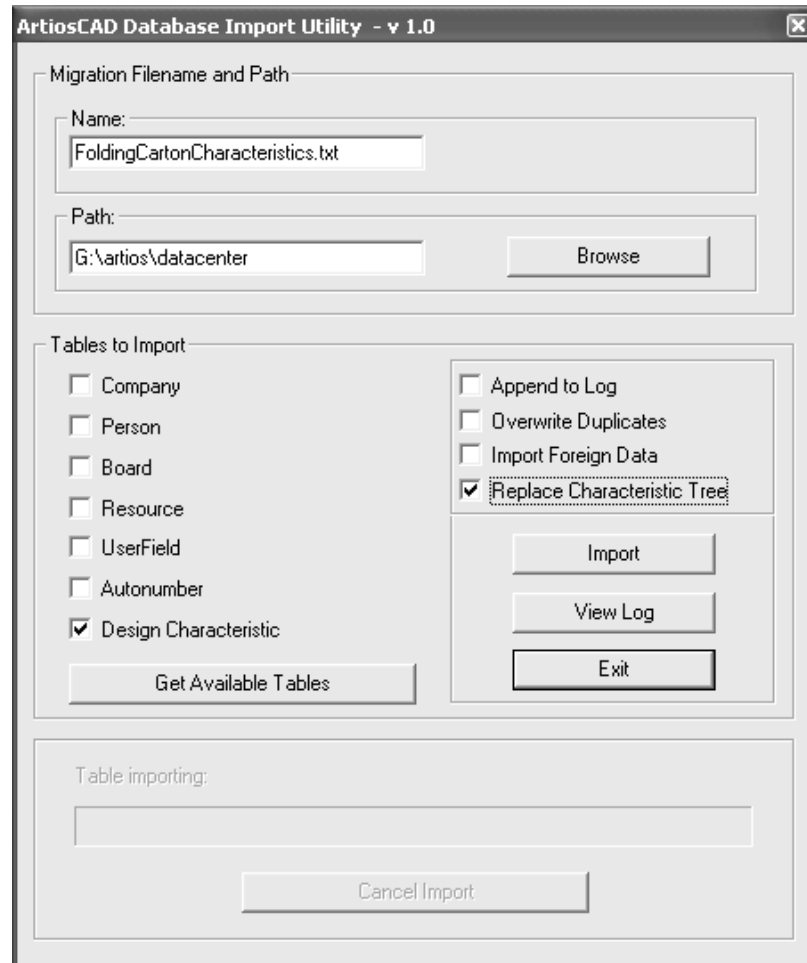 ArtiosCAD Database Import Utility - v 1.0
Migration Filename and Path
Name:
FoldingCartonCharacteristics.txt
Path:
G:\artios\datacenter
Browse
Tables to Import
Company
Person
Board
Resource
UserField
Autonumber
Design Characteristic
Get Available Tables
Append to Log
Overwrite Duplicates
Import Foreign Data
Replace Characteristic Tree
Import
View Log
Exit
Table importing:
Cancel Import